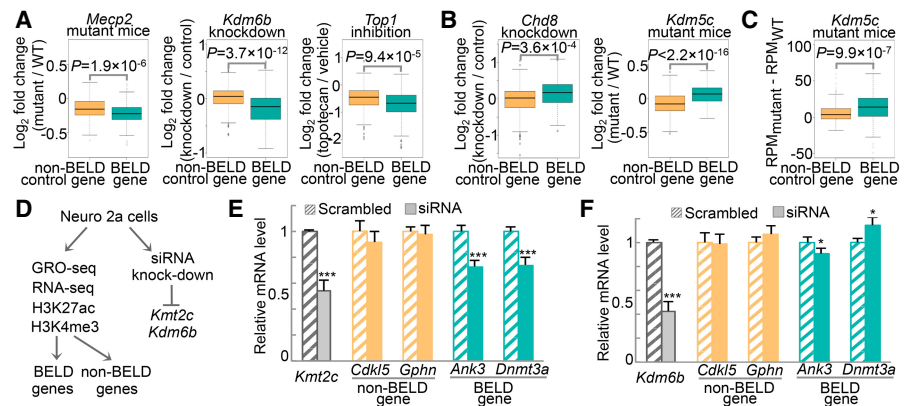 A
Mecp2
mutant mice
P=1.9×10-6
Log2 fold change
(mutant / WT)
0
-0.5
non-BELD BELD
control gene gene
Kdm6b
knockdown
P=3.7×10-12
Log2 fold change
(knockdown / control)
1
0
-1
non-BELD BELD
control gene gene
Top1
inhibition
P=9.4×10-5
Log2 fold change
(topotecan / vehicle)
1
0
-1
-2
non-BELD BELD
control gene gene
B
Chd8
knockdown
P=3.6×10-4
Log2 fold change
(knockdown / control)
1
0
-1
non-BELD BELD
control gene gene
Kdm5c
mutant mice
P<2.2×10-16
Log2 fold change
(mutant / WT)
0.5
0
-0.5
non-BELD BELD
control gene gene
C
Kdm5c
mutant mice
P=9.9×10-7
RPMmutant - RPMWT
100
50
0
-50
non-BELD BELD
control gene gene
D
Neuro 2a cells
GRO-seq
RNA-seq
H3K27ac
H3K4me3
siRNA
knock-down
Kmt2c
Kdm6b
BELD
genes
non-BELD
genes
E
Scrambled siRNA
Relative mRNA level
1
0.5
0
***
***
***
Kmt2c
Cdkl5 Gphn
non-BELD
gene
Ank3 Dnmt3a
BELD
gene
F
Scrambled siRNA
Relative mRNA level
1
0.5
0
***
*
*
Kdm6b
Cdkl5 Gphn
non-BELD
gene
Ank3 Dnmt3a
BELD
gene